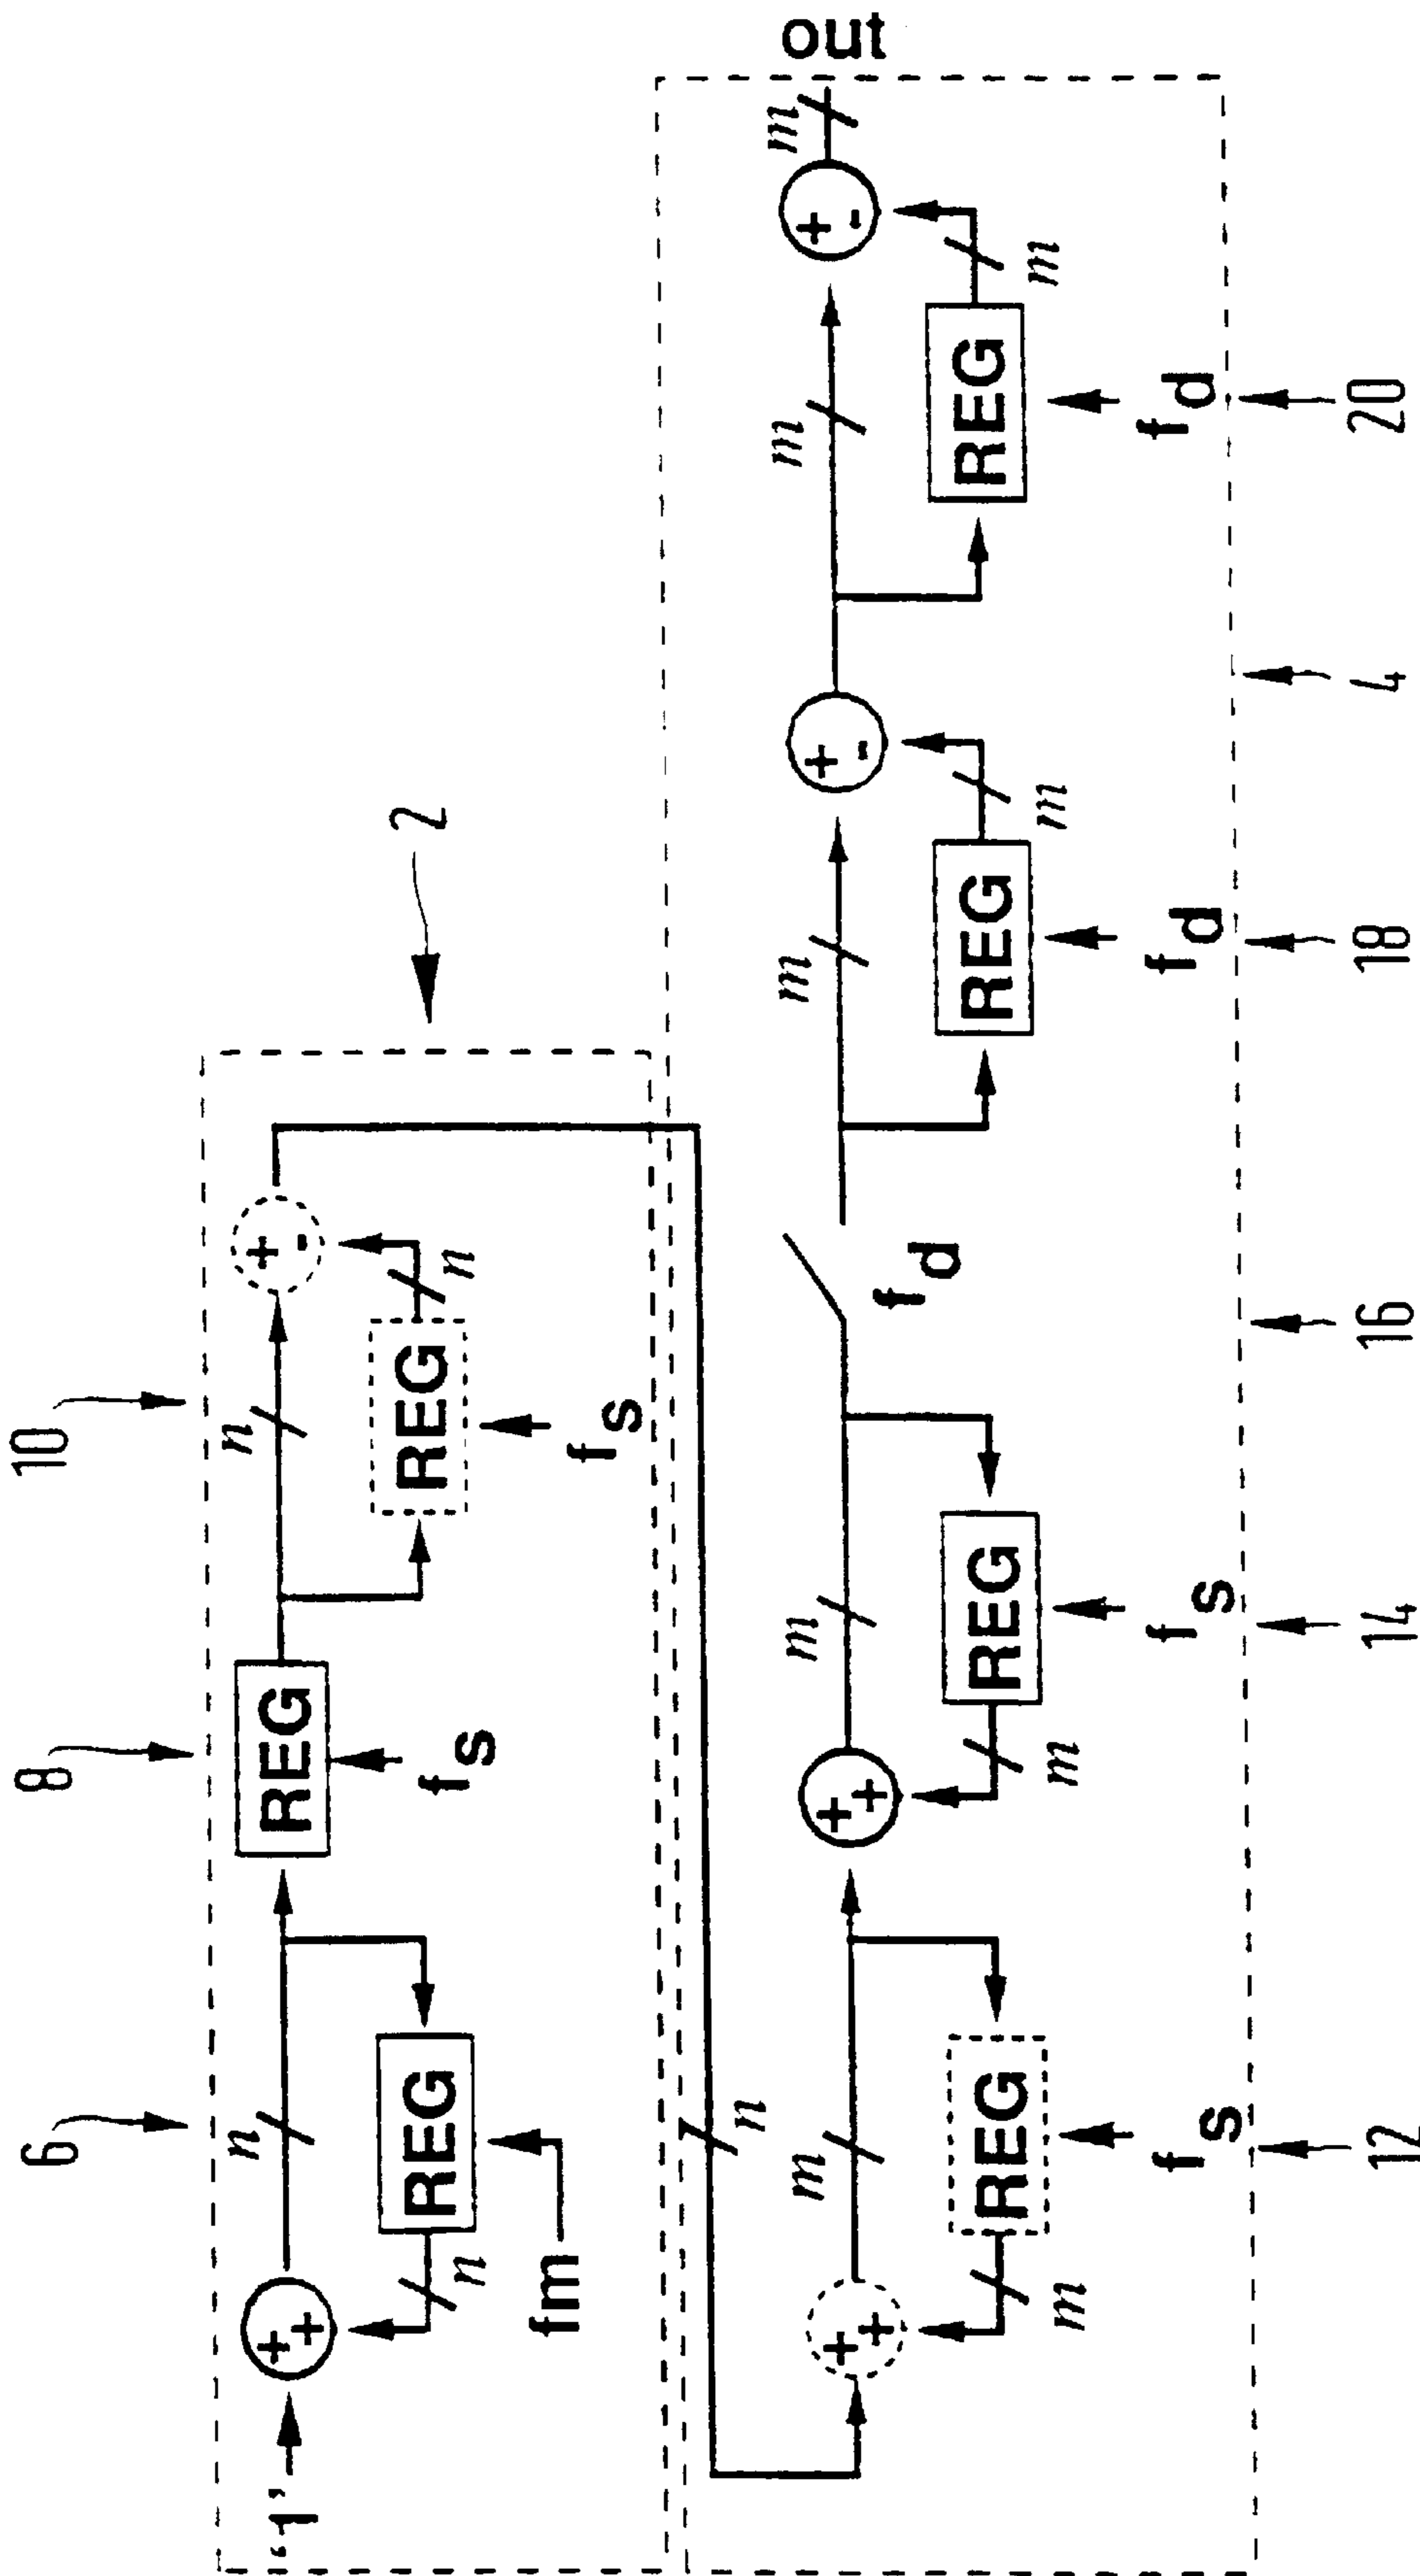 6
8
10
2
'1'
n
REG
n
fm
REG
f s
n
REG
n
f s
n
m
REG
m
f s
m
REG
m
f s
f d
m
REG
m
f d
m
REG
m
f d
m
out
12
14
16
18
4
20
+
+
+
-
+
+
+
+
+
-
+
-